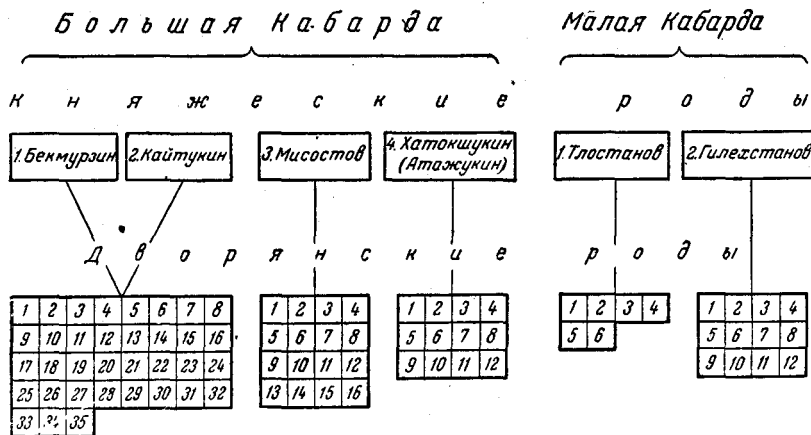 Большая Кабарда Малая Кабарда
Княжеские роды
1. Бекмурзин 2. Кайтукин 3. Мисостов 4. Хатокшукин (Атажукин) 1. Тлостанов 2. Гилехстанов
Дворянские роды
1 2 3 4 5 6 7 8 1 2 3 4 1 2 3 4 1 2 3 4 1 2 3 4
9 10 11 12 13 14 15 16 5 6 7 8 5 6 7 8 5 6 5 6 7 8
17 18 19 20 21 22 23 24 9 10 11 12 9 10 11 12 9 10 11 12
25 26 27 28 29 30 31 32 13 14 15 16
33 34 35